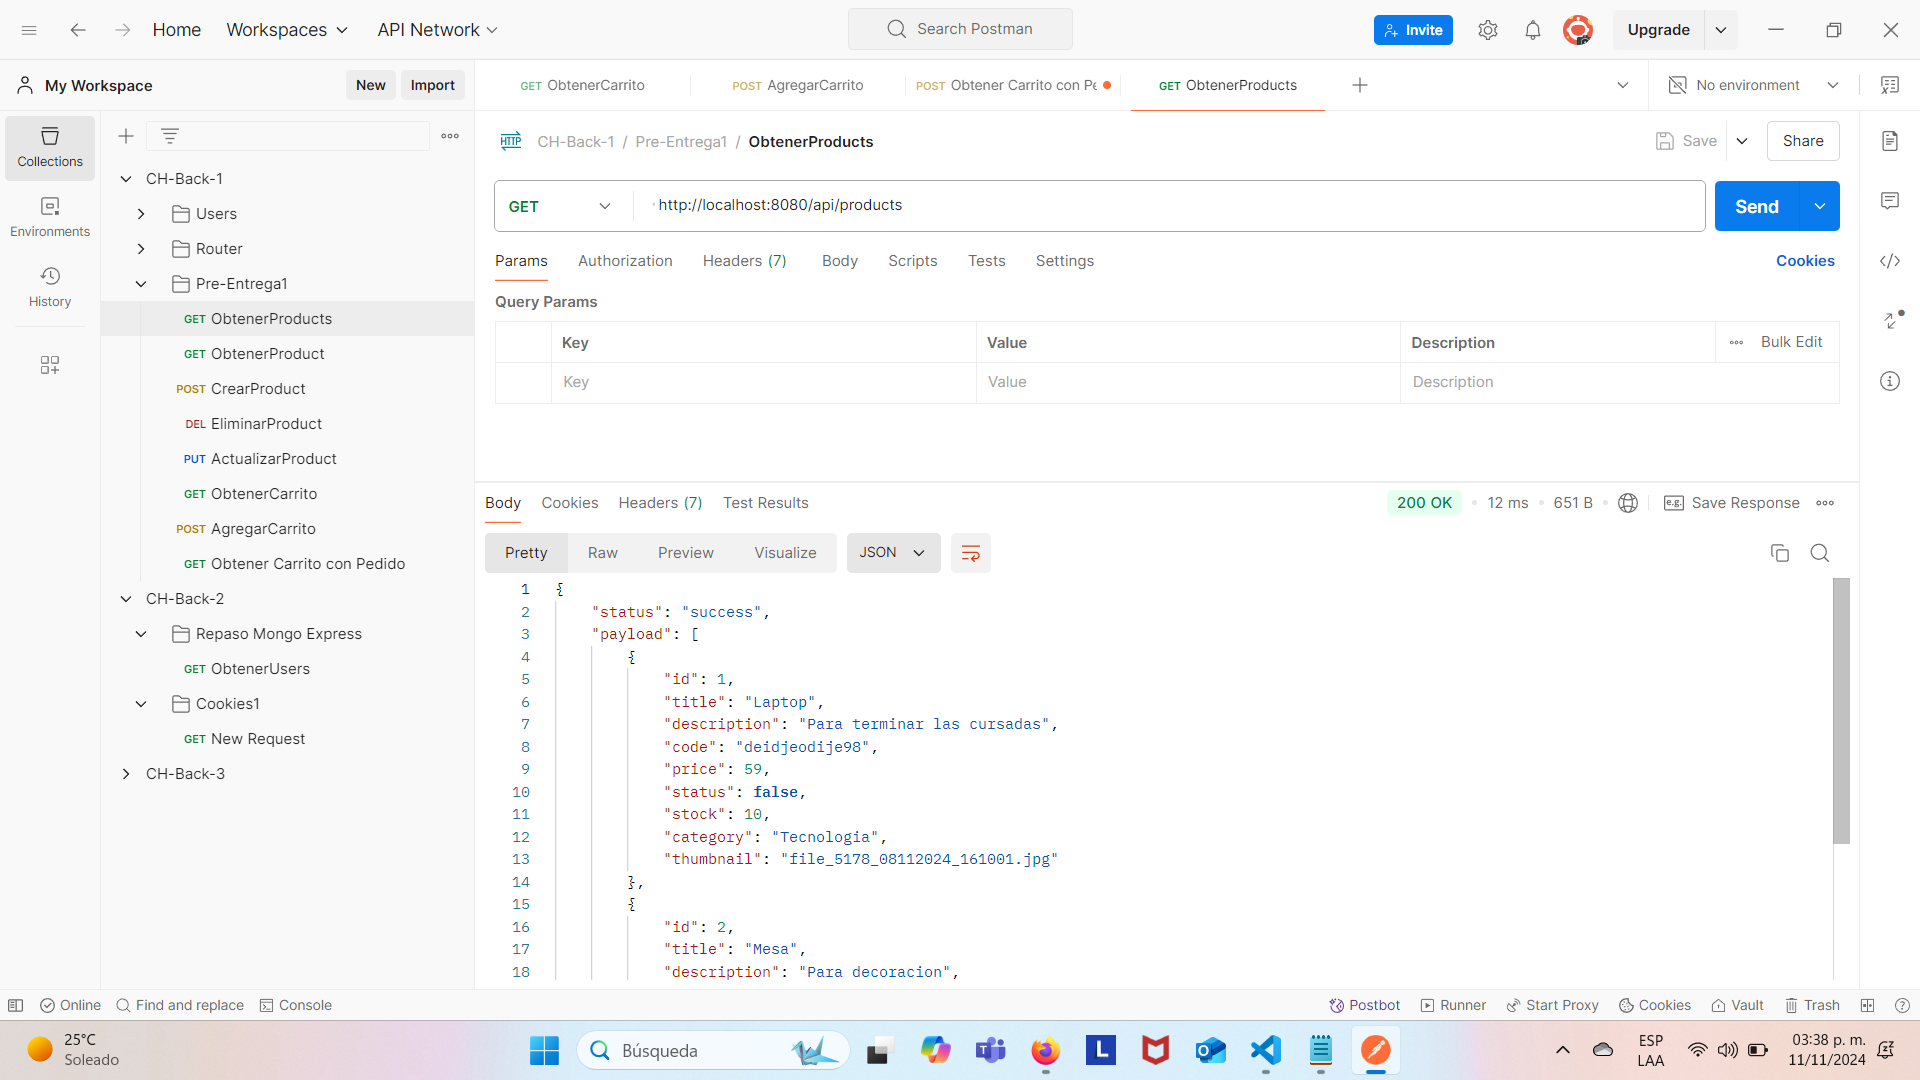 Home
Workspaces
API Network
Search Postman
Invite
Upgrade
My Workspace
New
Import
GET ObtenerCarrito
POST AgregarCarrito
POST Obtener Carrito con Pe
GET ObtenerProducts
No environment
Collections
Environments
History
CH-Back-1
Users
Router
Pre-Entrega1
GET ObtenerProducts
GET ObtenerProduct
POST CrearProduct
DEL EliminarProduct
PUT ActualizarProduct
GET ObtenerCarrito
POST AgregarCarrito
GET Obtener Carrito con Pedido
CH-Back-2
Repaso Mongo Express
GET ObtenerUsers
Cookies1
GET New Request
CH-Back-3
HTTP CH-Back-1 / Pre-Entrega1 / ObtenerProducts
Save
Share
GET
http://localhost:8080/api/products
Send
Params Authorization Headers (7) Body Scripts Tests Settings
Cookies
Query Params
Key Value Description Bulk Edit
Key Value Description
Body Cookies Headers (7) Test Results
200 OK 12 ms 651 B e.g. Save Response
Pretty Raw Preview Visualize JSON
1 {
2 "status": "success",
3 "payload": [
4 {
5 "id": 1,
6 "title": "Laptop",
7 "description": "Para terminar las cursadas",
8 "code": "deidjeodije98",
9 "price": 59,
10 "status": false,
11 "stock": 10,
12 "category": "Tecnologia",
13 "thumbnail": "file_5178_08112024_161001.jpg"
14 },
15 {
16 "id": 2,
17 "title": "Mesa",
18 "description": "Para decoracion",
Online Find and replace Console
Postbot Runner Start Proxy Cookies Vault Trash
25°C
Soleado
Búsqueda
L
ESP
LAA
03:38 p. m.
11/11/2024